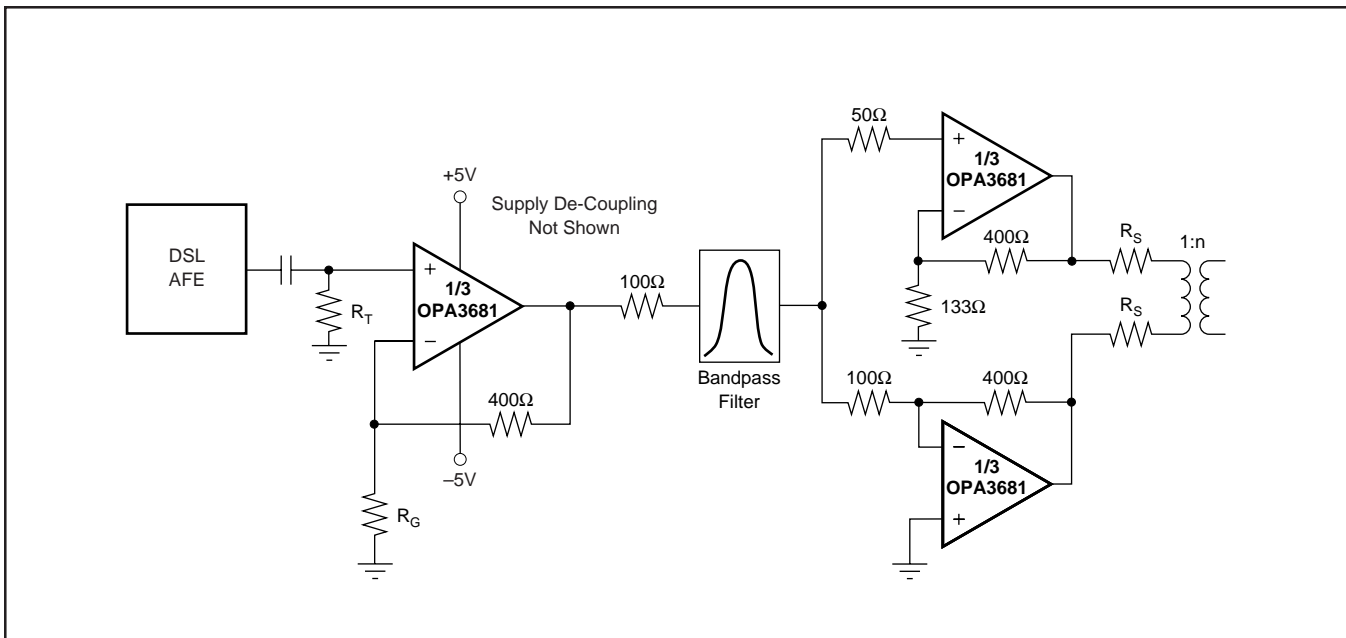 DSL
AFE
R_T
+5V
Supply De-Coupling
Not Shown
+
1/3
OPA3681
−
400Ω
–5V
R_G
100Ω
Bandpass
Filter
50Ω
+
1/3
OPA3681
−
400Ω
133Ω
R_S
1:n
R_S
100Ω
400Ω
−
1/3
OPA3681
+